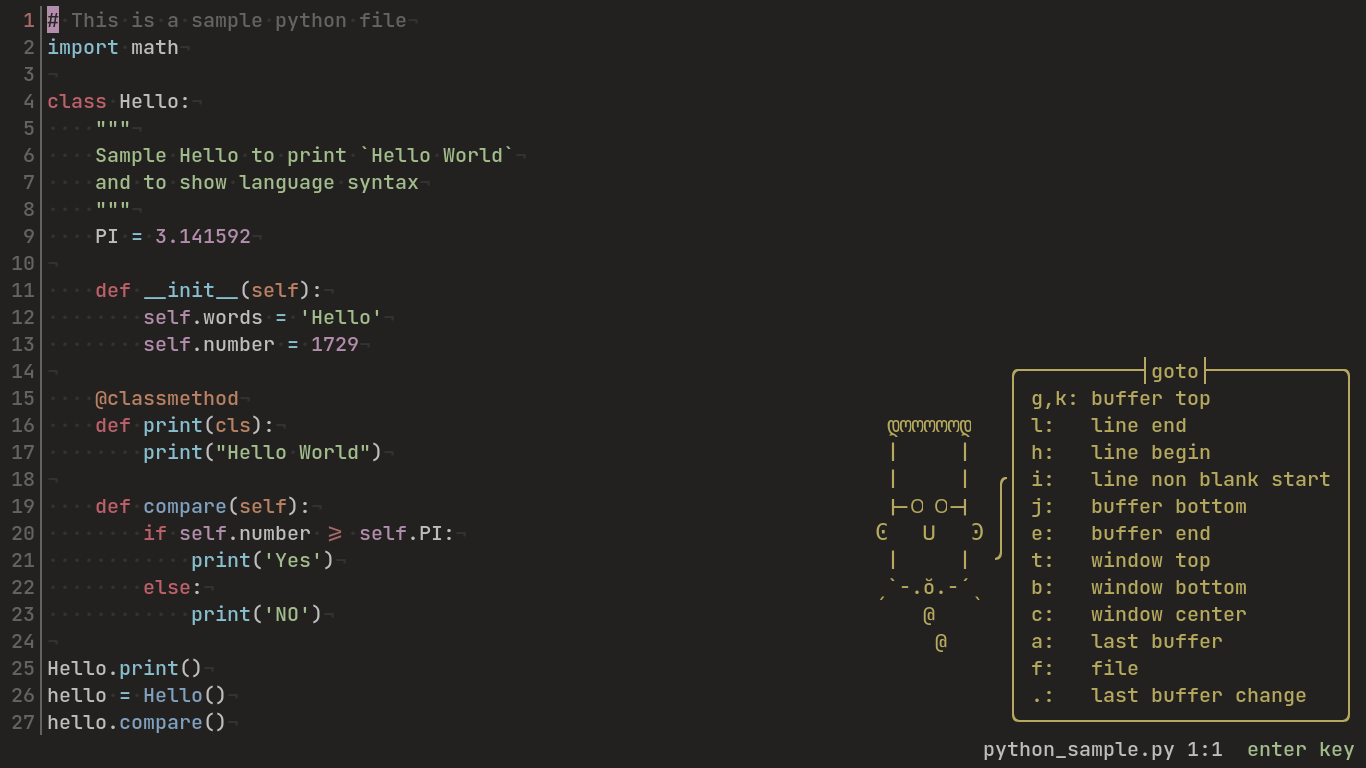 1 # This is a sample python file¬
2 import·math¬
3 ¬
4 class·Hello:¬
5 ····"""¬
6 ····Sample·Hello·to·print·`Hello·World`¬
7 ····and·to·show·language·syntax¬
8 ····"""¬
9 ····PI·=·3.141592¬
10 ¬
11 ····def·__init__(self):¬
12 ········self.words·=·'Hello'¬
13 ········self.number·=·1729¬
14 ¬
15 ····@classmethod¬
16 ····def·print(cls):¬
17 ········print("Hello·World")¬
18 ¬
19 ····def·compare(self):¬
20 ········if·self.number·>=·self.PI:¬
21 ············print('Yes')¬
22 ········else:¬
23 ············print('NO')¬
24 ¬
25 Hello.print()¬
26 hello·=·Hello()¬
27 hello.compare()¬
goto
g,k: buffer top
l: line end
h: line begin
i: line non blank start
j: buffer bottom
e: buffer end
t: window top
b: window bottom
c: window center
a: last buffer
f: file
.: last buffer change
python_sample.py 1:1 enter key